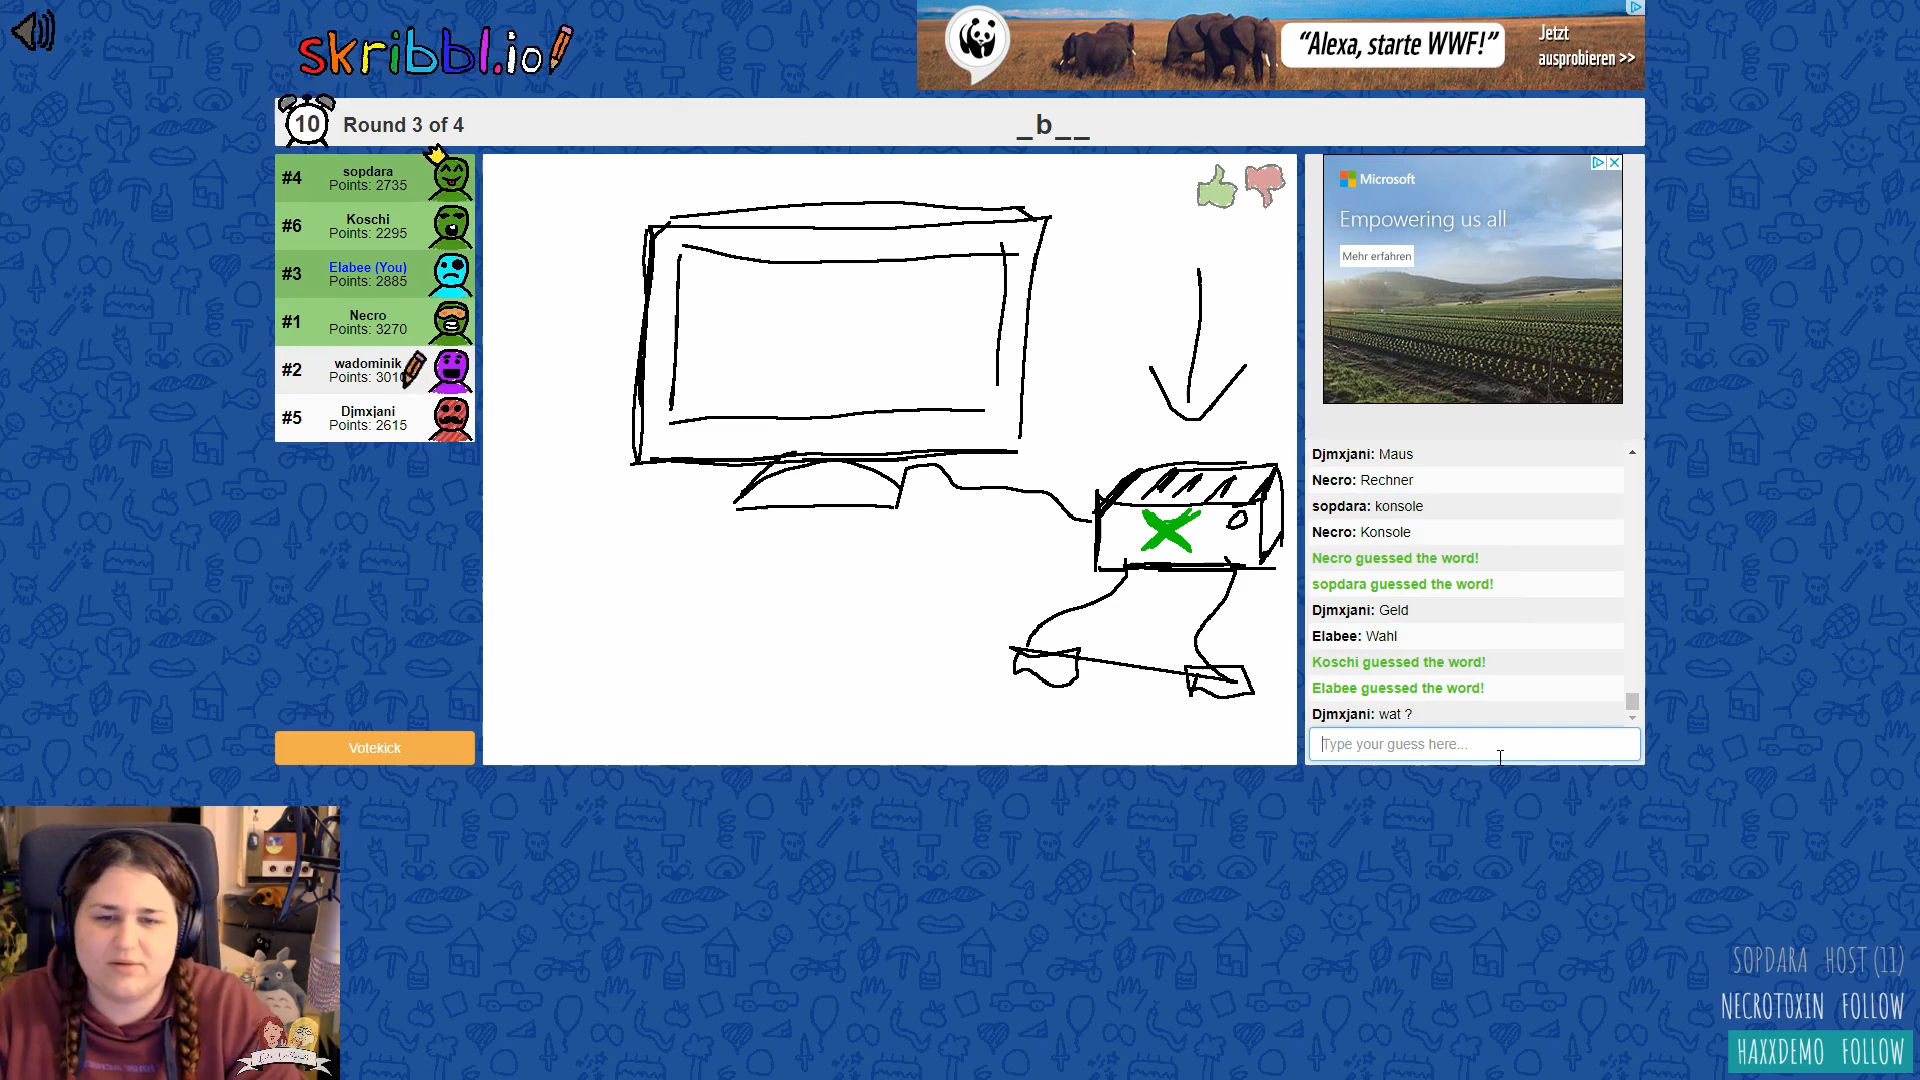 skribbl.io
"Alexa, starte WWF!"
Jetzt
ausprobieren >>
10
Round 3 of 4
_b__
#4
sopdara
Points: 2735
#6
Koschi
Points: 2295
#3
Elabee (You)
Points: 2885
#1
Necro
Points: 3270
#2
wadominik
Points: 3010
#5
Djmxjani
Points: 2615
Votekick
Microsoft
Empowering us all
Mehr erfahren
Djmxjani: Maus
Necro: Rechner
sopdara: konsole
Necro: Konsole
Necro guessed the word!
sopdara guessed the word!
Djmxjani: Geld
Elabee: Wahl
Koschi guessed the word!
Elabee guessed the word!
Djmxjani: wat ?
Type your guess here...
SOPDARA HOST (11)
NECROTOXIN FOLLOW
HAXXDEMO FOLLOW